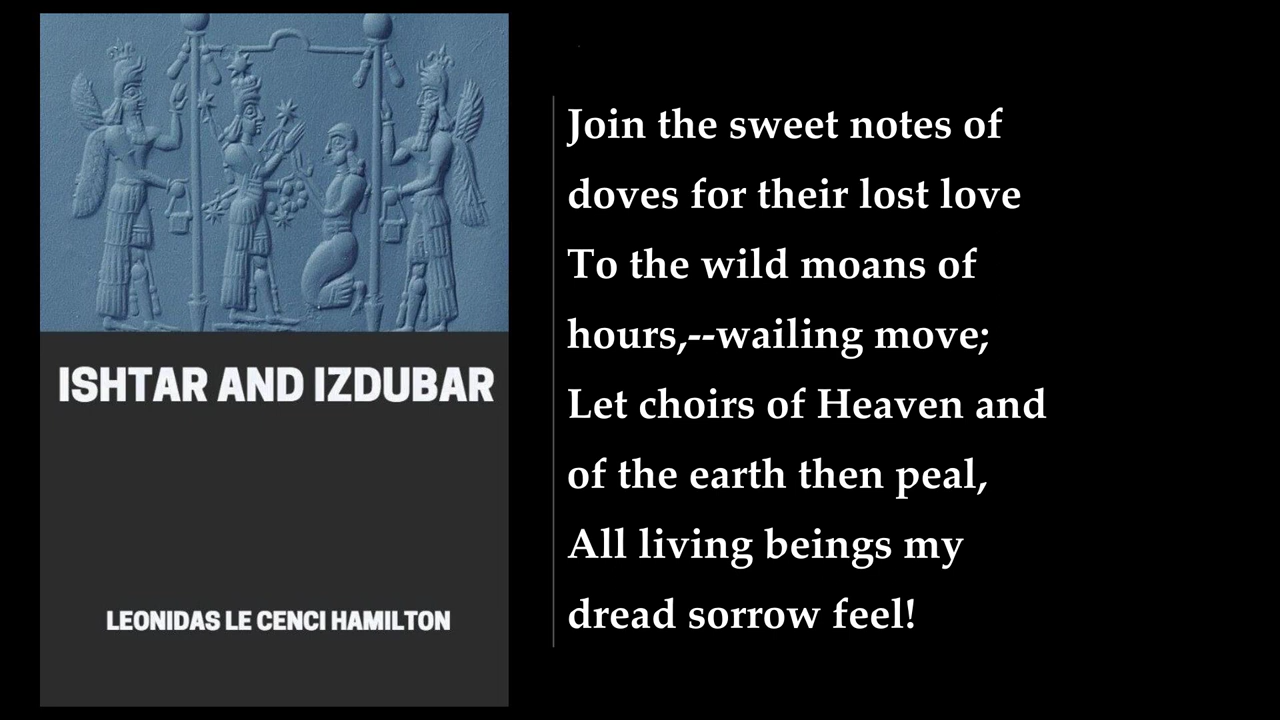 ISHTAR AND IZDUBAR
LEONIDAS LE CENCI HAMILTON
Join the sweet notes of
doves for their lost love
To the wild moans of
hours,--wailing move;
Let choirs of Heaven and
of the earth then peal,
All living beings my
dread sorrow feel!